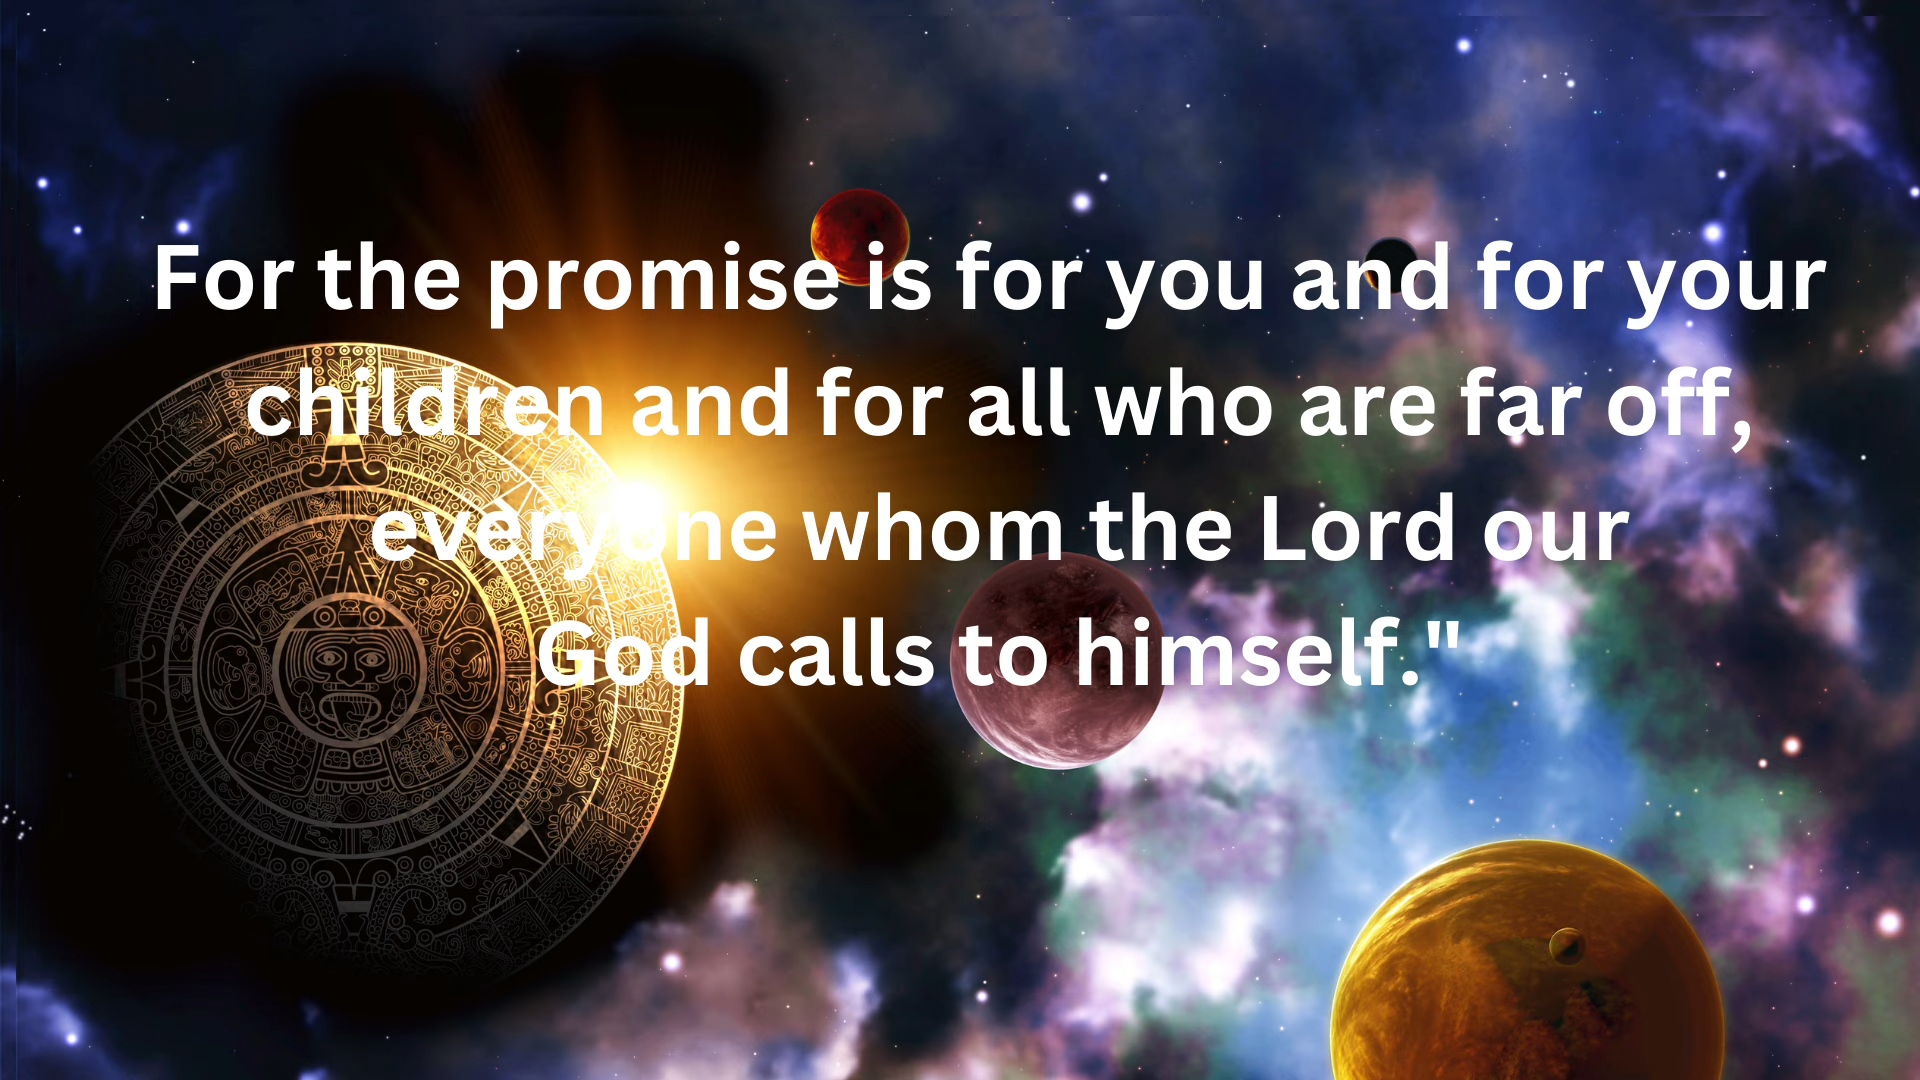 For the promise is for you and for your
children and for all who are far off,
everyone whom the Lord our
God calls to himself."